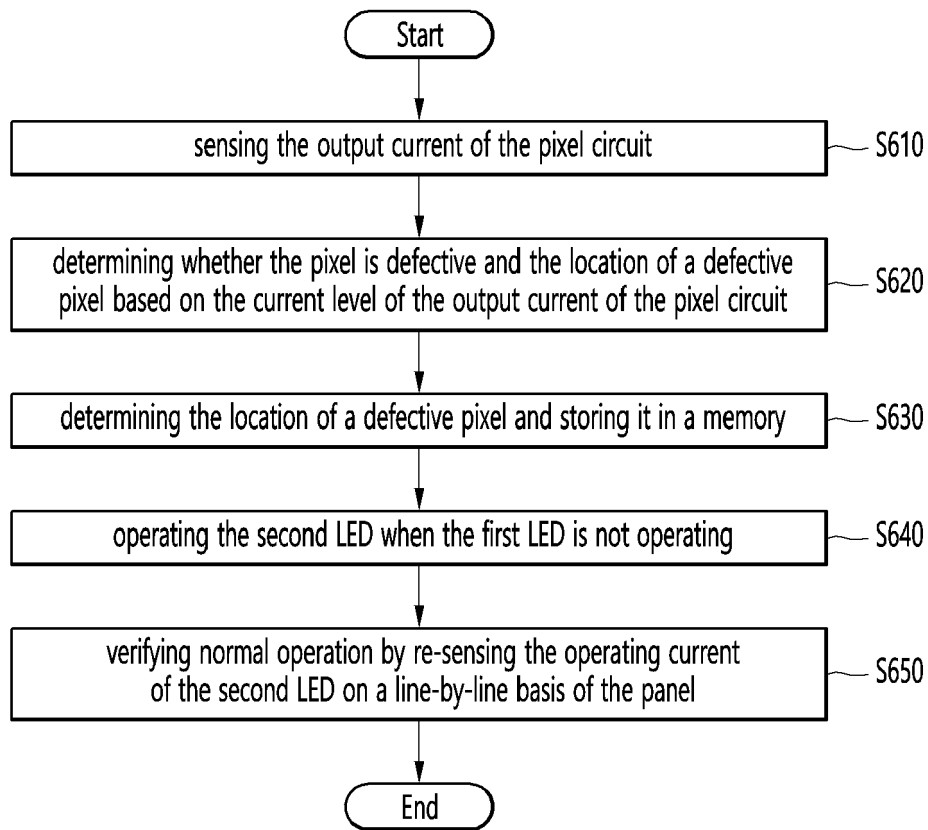 Start
sensing the output current of the pixel circuit
S610
determining whether the pixel is defective and the location of a defective
pixel based on the current level of the output current of the pixel circuit
S620
determining the location of a defective pixel and storing it in a memory
S630
operating the second LED when the first LED is not operating
S640
verifying normal operation by re-sensing the operating current
of the second LED on a line-by-line basis of the panel
S650
End